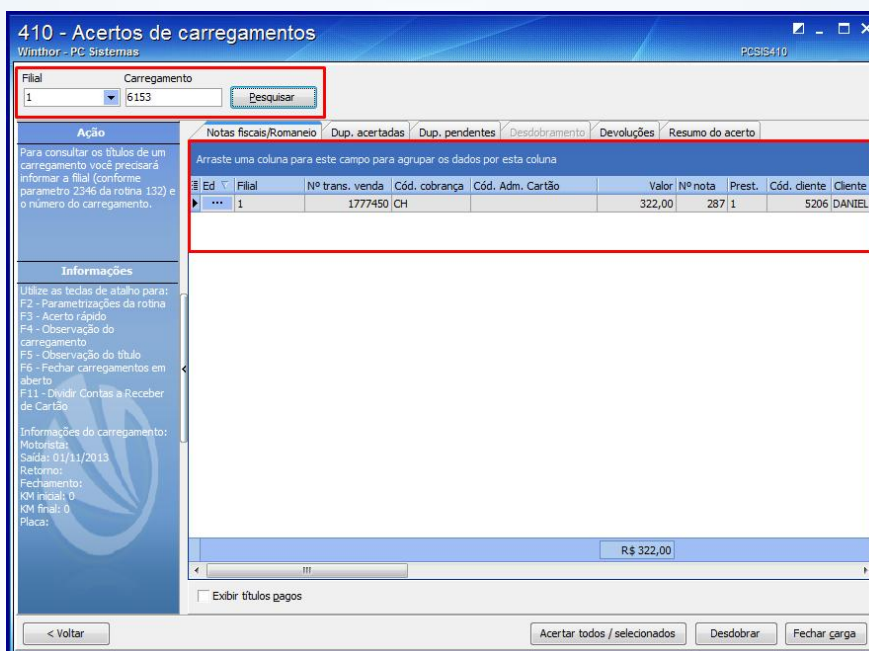 410 - Acertos de carregamentos
Winthor - PC Sistemas
PCSIS410
Filial Carregamento
1 6153 Pesquisar
Ação
Para consultar os títulos de um
carregamento você precisará
informar a filial (conforme
parametro 2346 da rotina 132) e
o número do carregamento.
Informações
Utilize as teclas de atalho para:
F2 - Parametrizações da rotina
F3 - Acerto rápido
F4 - Observação do
carregamento
F5 - Observação do título
F6 - Fechar carregamentos em
aberto
F11 - Dividir Contas a Receber
de Cartão
Informações do carregamento:
Motorista:
Saída: 01/11/2013
Retorno:
Fechamento:
KM inicial: 0
KM final: 0
Placa:
Notas fiscais/Romaneio Dup. acertadas Dup. pendentes Desdobramento Devoluções Resumo do acerto
Arraste uma coluna para este campo para agrupar os dados por esta coluna
Ed Filial Nº trans. venda Cód. cobrança Cód. Adm. Cartão Valor Nº nota Prest. Cód. cliente Cliente
... 1 1777450 CH 322,00 287 1 5206 DANIEL
R$ 322,00
Exibir títulos pagos
< Voltar Acertar todos / selecionados Desdobrar Fechar carga